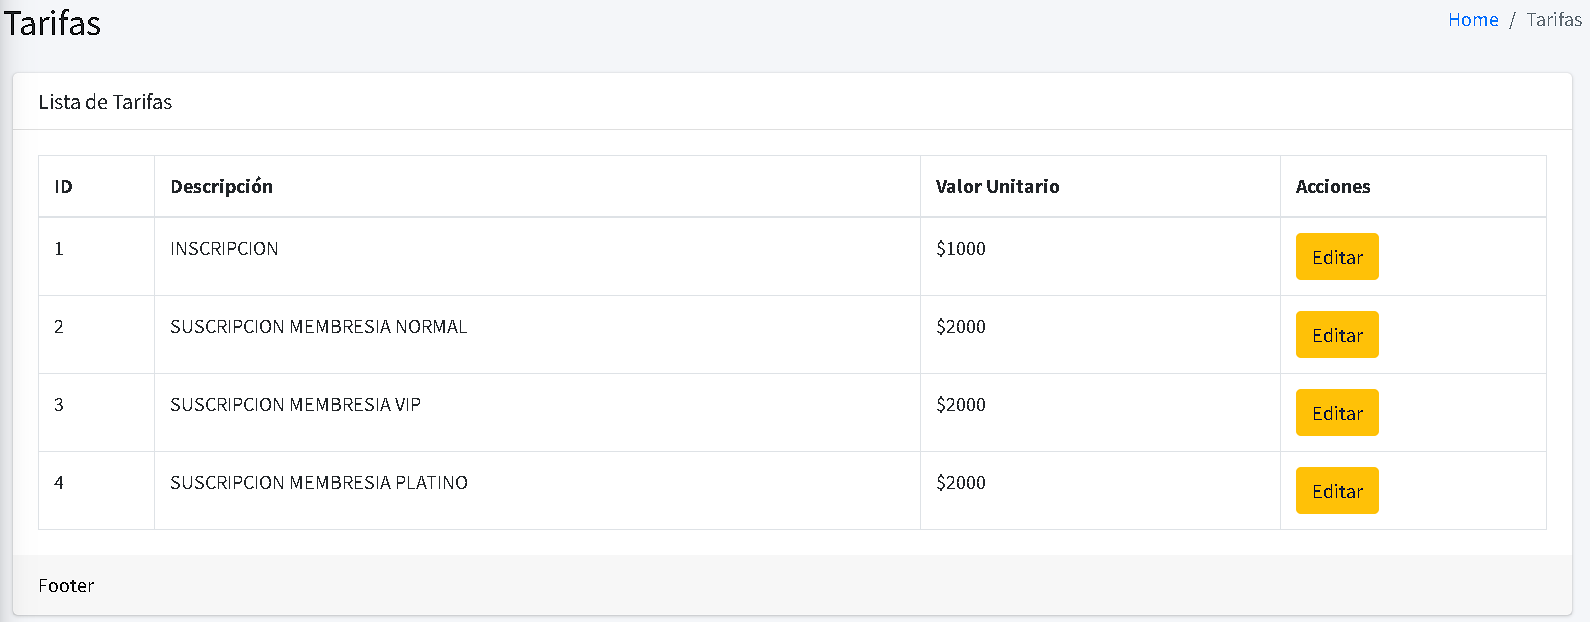 Tarifas
Home / Tarifas
Lista de Tarifas
ID Descripción Valor Unitario Acciones
1 INSCRIPCION $1000 Editar
2 SUSCRIPCION MEMBRESIA NORMAL $2000 Editar
3 SUSCRIPCION MEMBRESIA VIP $2000 Editar
4 SUSCRIPCION MEMBRESIA PLATINO $2000 Editar
Footer